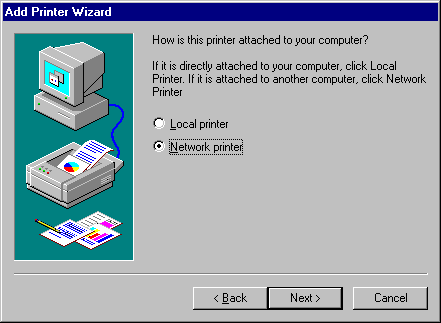 Add Printer Wizard
How is this printer attached to your computer?
If it is directly attached to your computer, click Local
Printer. If it is attached to another computer, click Network
Printer
Local printer
Network printer
< Back
Next >
Cancel